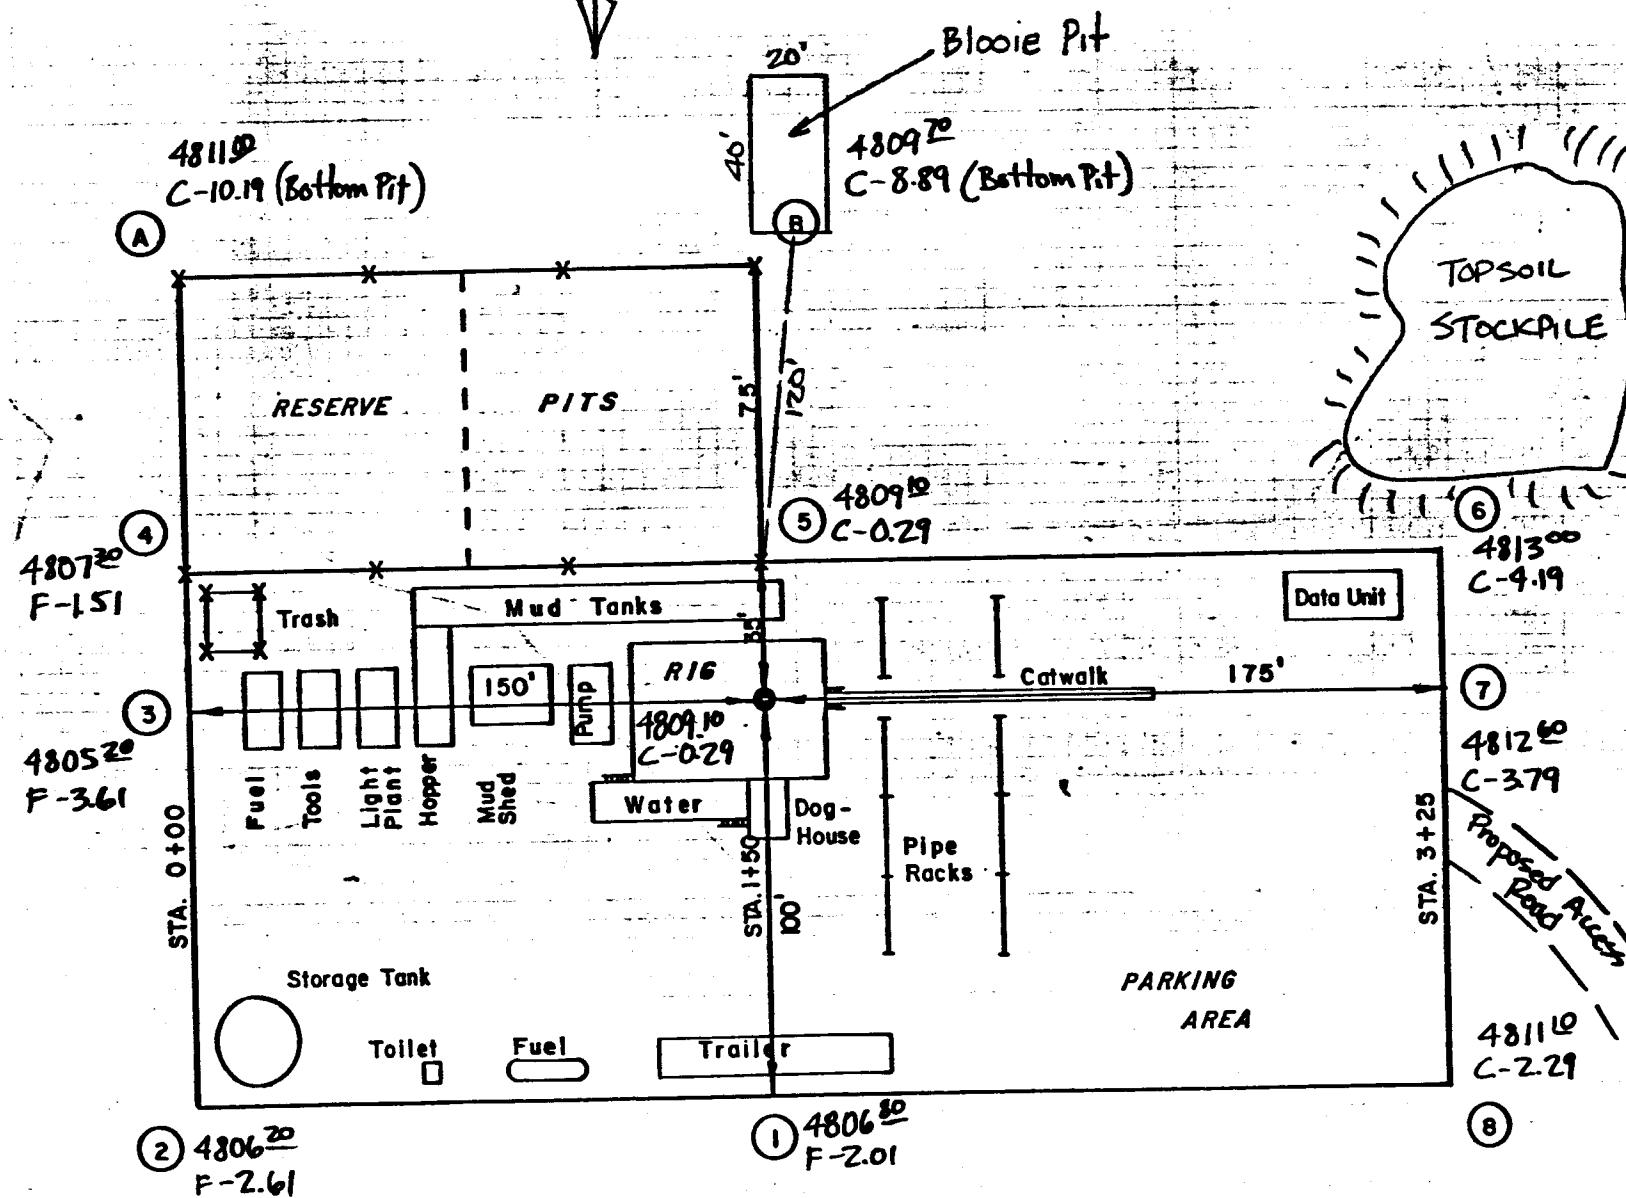 Blooie Pit
20'
40'
4811 00
C-10.19 (Bottom Pit)
4809 70
C-8.89 (Bottom Pit)
A
B
TOPSOIL
STOCKPILE
RESERVE PITS
75'
120'
4
4807 20
F-1.51
5
4809 10
C-0.29
6
4813 00
C-4.19
Trash
Mud Tanks
35'
Data Unit
RIG
150'
Pump
4809.10
C-0.29
Catwalk
175'
3
4805 20
F-3.61
7
4812 60
C-3.79
Fuel
Tools
Light
Plant
Hopper
Mud
Shed
Water
Dog-
House
Pipe
Racks
STA. 0+00
STA. 1+50
100'
STA. 3+25
Proposed Access
Road
Storage Tank
Toilet
Fuel
Trailer
PARKING
AREA
4811 10
C-2.29
2
4806 20
F-2.61
1
4806 80
F-2.01
8